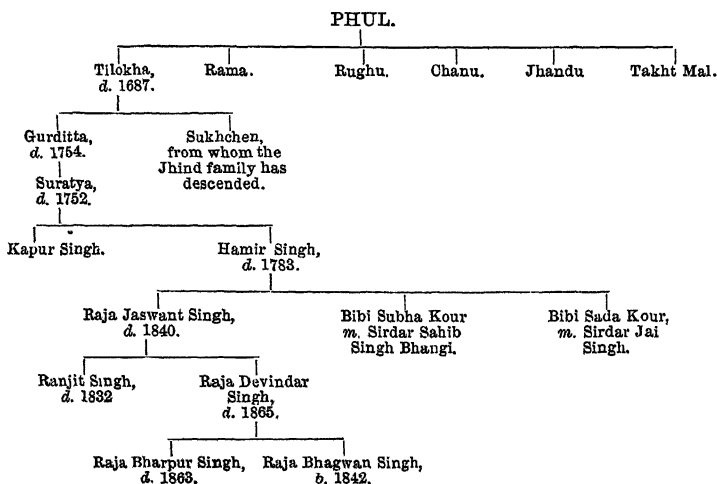 PHUL.
Tilokha, Rama. Rughu. Chanu. Jhandu Takht Mal.
d. 1687.
Gurditta, Sukhchen,
d. 1754. from whom the
Jhind family has
Suratya, descended.
d. 1752.
Kapur Singh. Hamir Singh,
d. 1783.
Raja Jaswant Singh, Bibi Subha Kour Bibi Sada Kour,
d. 1840. m. Sirdar Sahib m. Sirdar Jai
Singh Bhangi. Singh.
Ranjit Singh, Raja Devindar
d. 1832 Singh,
d. 1865.
Raja Bharpur Singh, Raja Bhagwan Singh,
d. 1863. b. 1842.